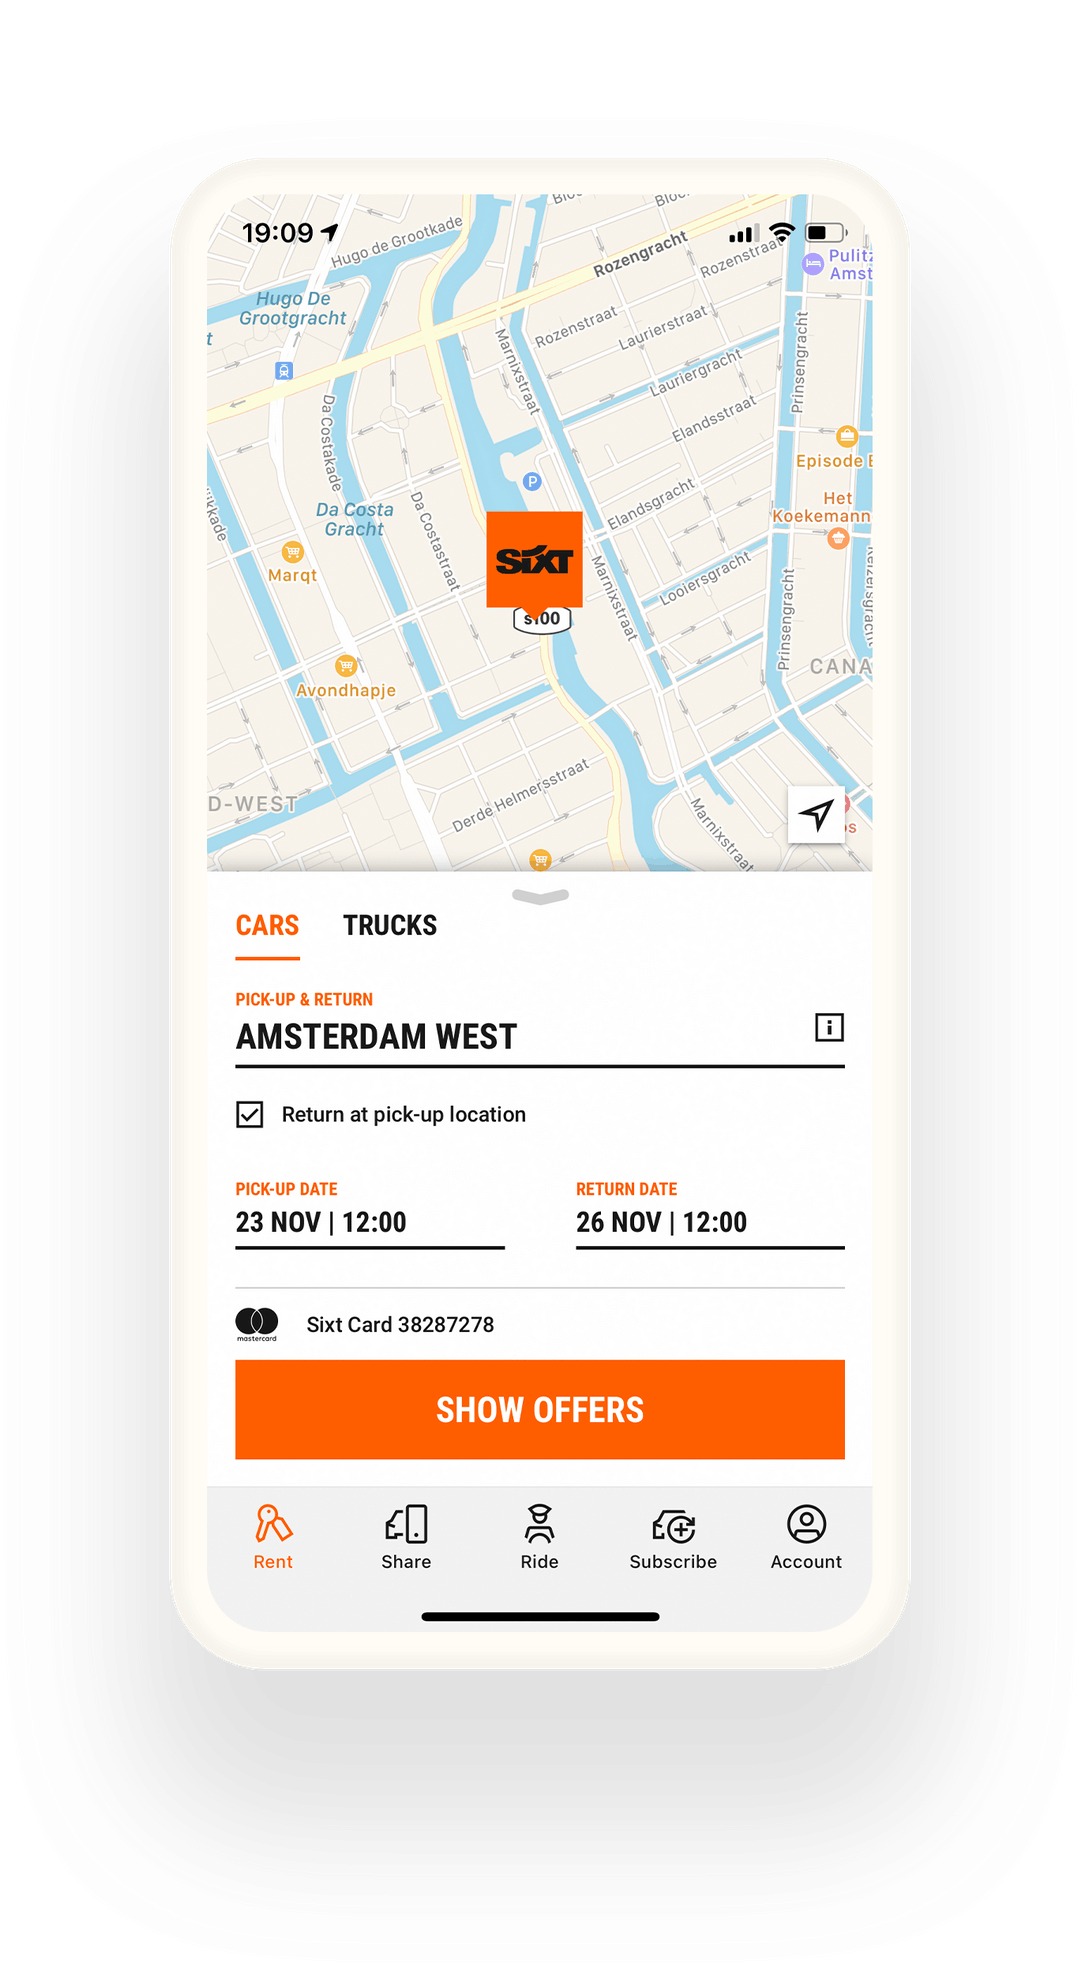 19:09
Hugo de Grootkade
Rozengracht
Rozenstraat
Pulitz
Amst
Hugo De
Grootgracht
t
Rozenstraat
Laurierstraat
Marnixstraat
Lauriergracht
Prinsengracht
Da Costakade
Elandsstraat
Episode
Het
Koekemann
Da Costa
Gracht
Da Costastraat
Elandsgracht
Marqt
SIXT
s100
Marnixstraat
Looiersgracht
Prinsengracht
CANA
Avondhapje
D-WEST
Derde Helmersstraat
Marnixstraat
os
CARS TRUCKS
PICK-UP & RETURN
AMSTERDAM WEST
Return at pick-up location
PICK-UP DATE RETURN DATE
23 NOV | 12:00 26 NOV | 12:00
mastercard Sixt Card 38287278
SHOW OFFERS
Rent Share Ride Subscribe Account